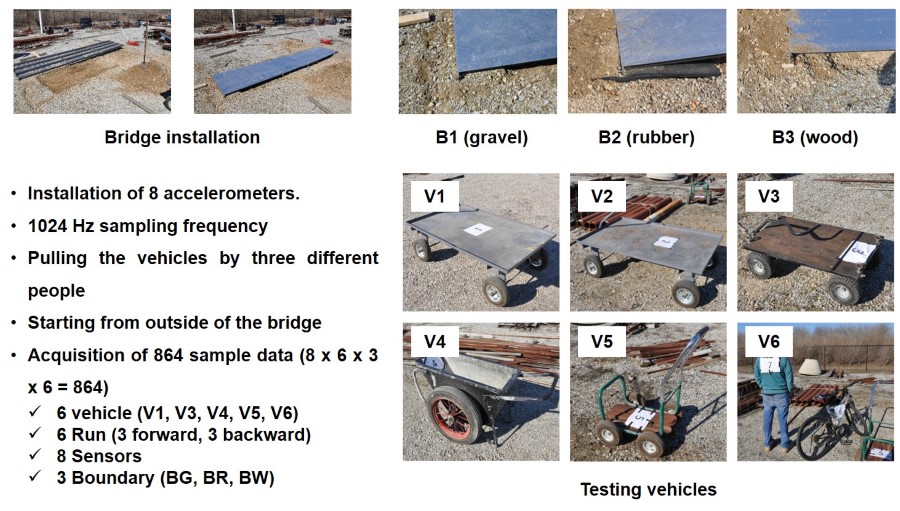 Bridge installation
B1 (gravel)
B2 (rubber)
B3 (wood)
• Installation of 8 accelerometers.
• 1024 Hz sampling frequency
• Pulling the vehicles by three different
people
• Starting from outside of the bridge
• Acquisition of 864 sample data (8 x 6 x 3
x 6 = 864)
✓ 6 vehicle (V1, V3, V4, V5, V6)
✓ 6 Run (3 forward, 3 backward)
✓ 8 Sensors
✓ 3 Boundary (BG, BR, BW)
V1
V2
V3
V4
V5
V6
Testing vehicles